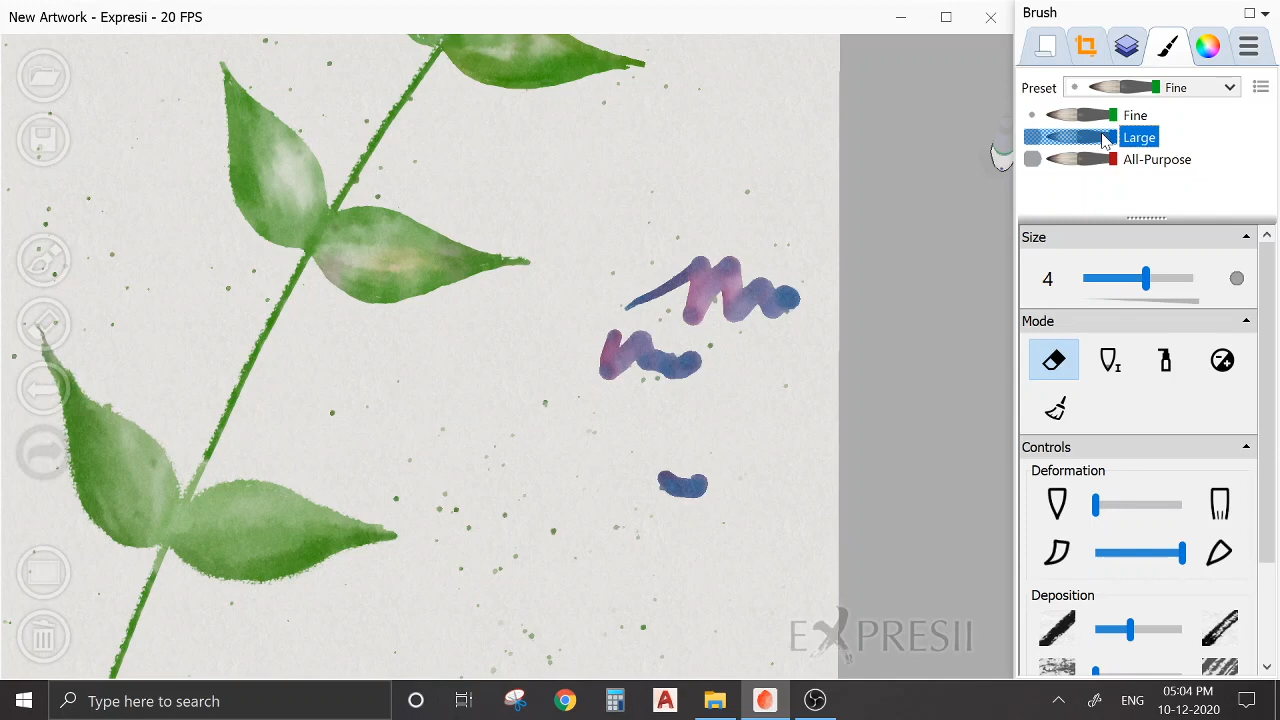 New Artwork - Expresii - 20 FPS
Brush
Preset
Fine
Fine
Large
All-Purpose
Size
4
Mode
Controls
Deformation
Deposition
EXPRESII
Type here to search
ENG
05:04 PM
10-12-2020